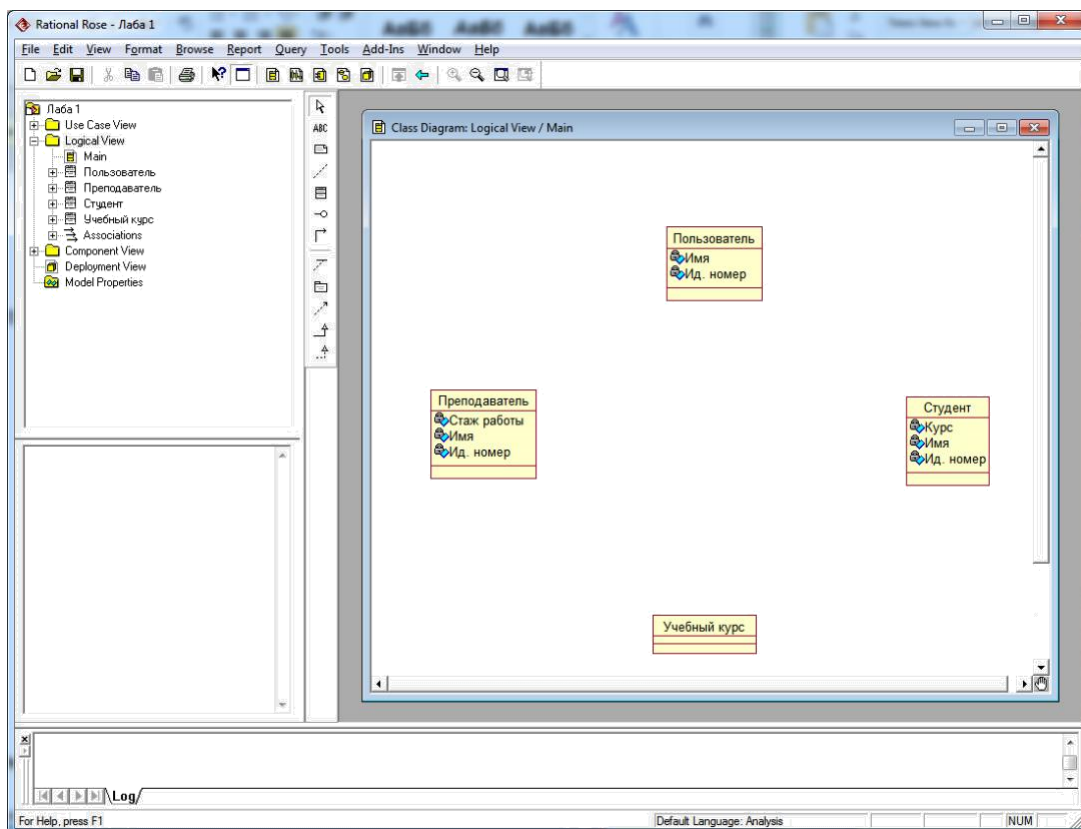 Rational Rose - Лаба 1
File Edit View Format Browse Report Query Tools Add-Ins Window Help
Лаба 1
Use Case View
Logical View
Main
Пользователь
Преподаватель
Студент
Учебный курс
Associations
Component View
Deployment View
Model Properties
ABC
Class Diagram: Logical View / Main
Пользователь
Имя
Ид. номер
Преподаватель
Стаж работы
Имя
Ид. номер
Студент
Курс
Имя
Ид. номер
Учебный курс
Log
For Help, press F1
Default Language: Analysis
NUM